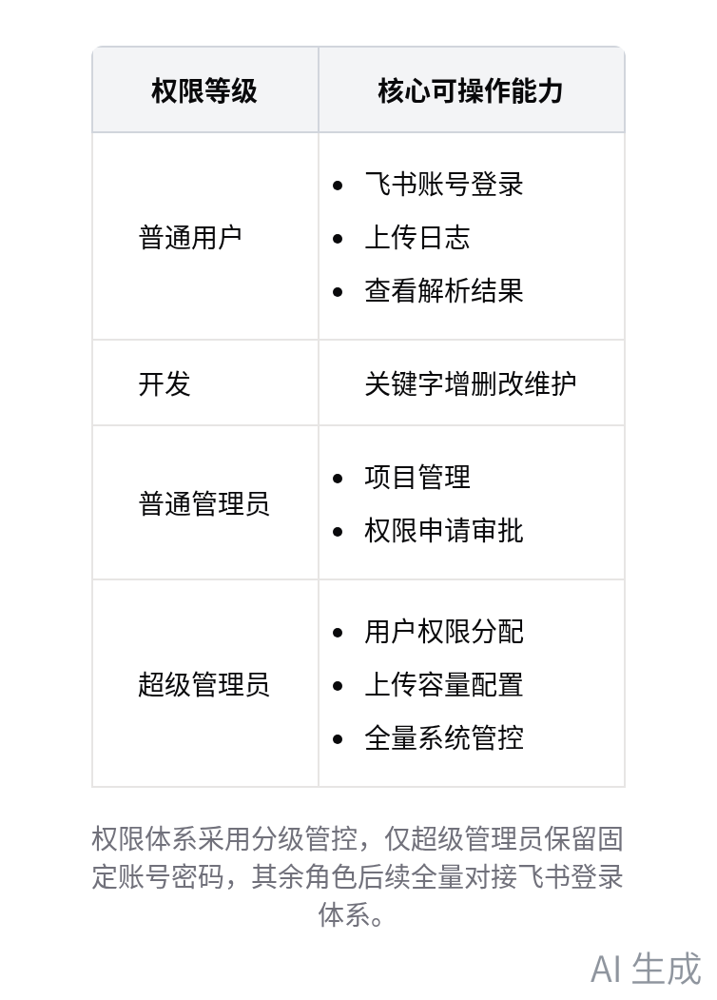 权限等级
核心可操作能力
普通用户
飞书账号登录
上传日志
查看解析结果
开发
关键字增删改维护
普通管理员
项目管理
权限申请审批
超级管理员
用户权限分配
上传容量配置
全量系统管控
权限体系采用分级管控，仅超级管理员保留固
定账号密码，其余角色后续全量对接飞书登录
体系。
AI 生成